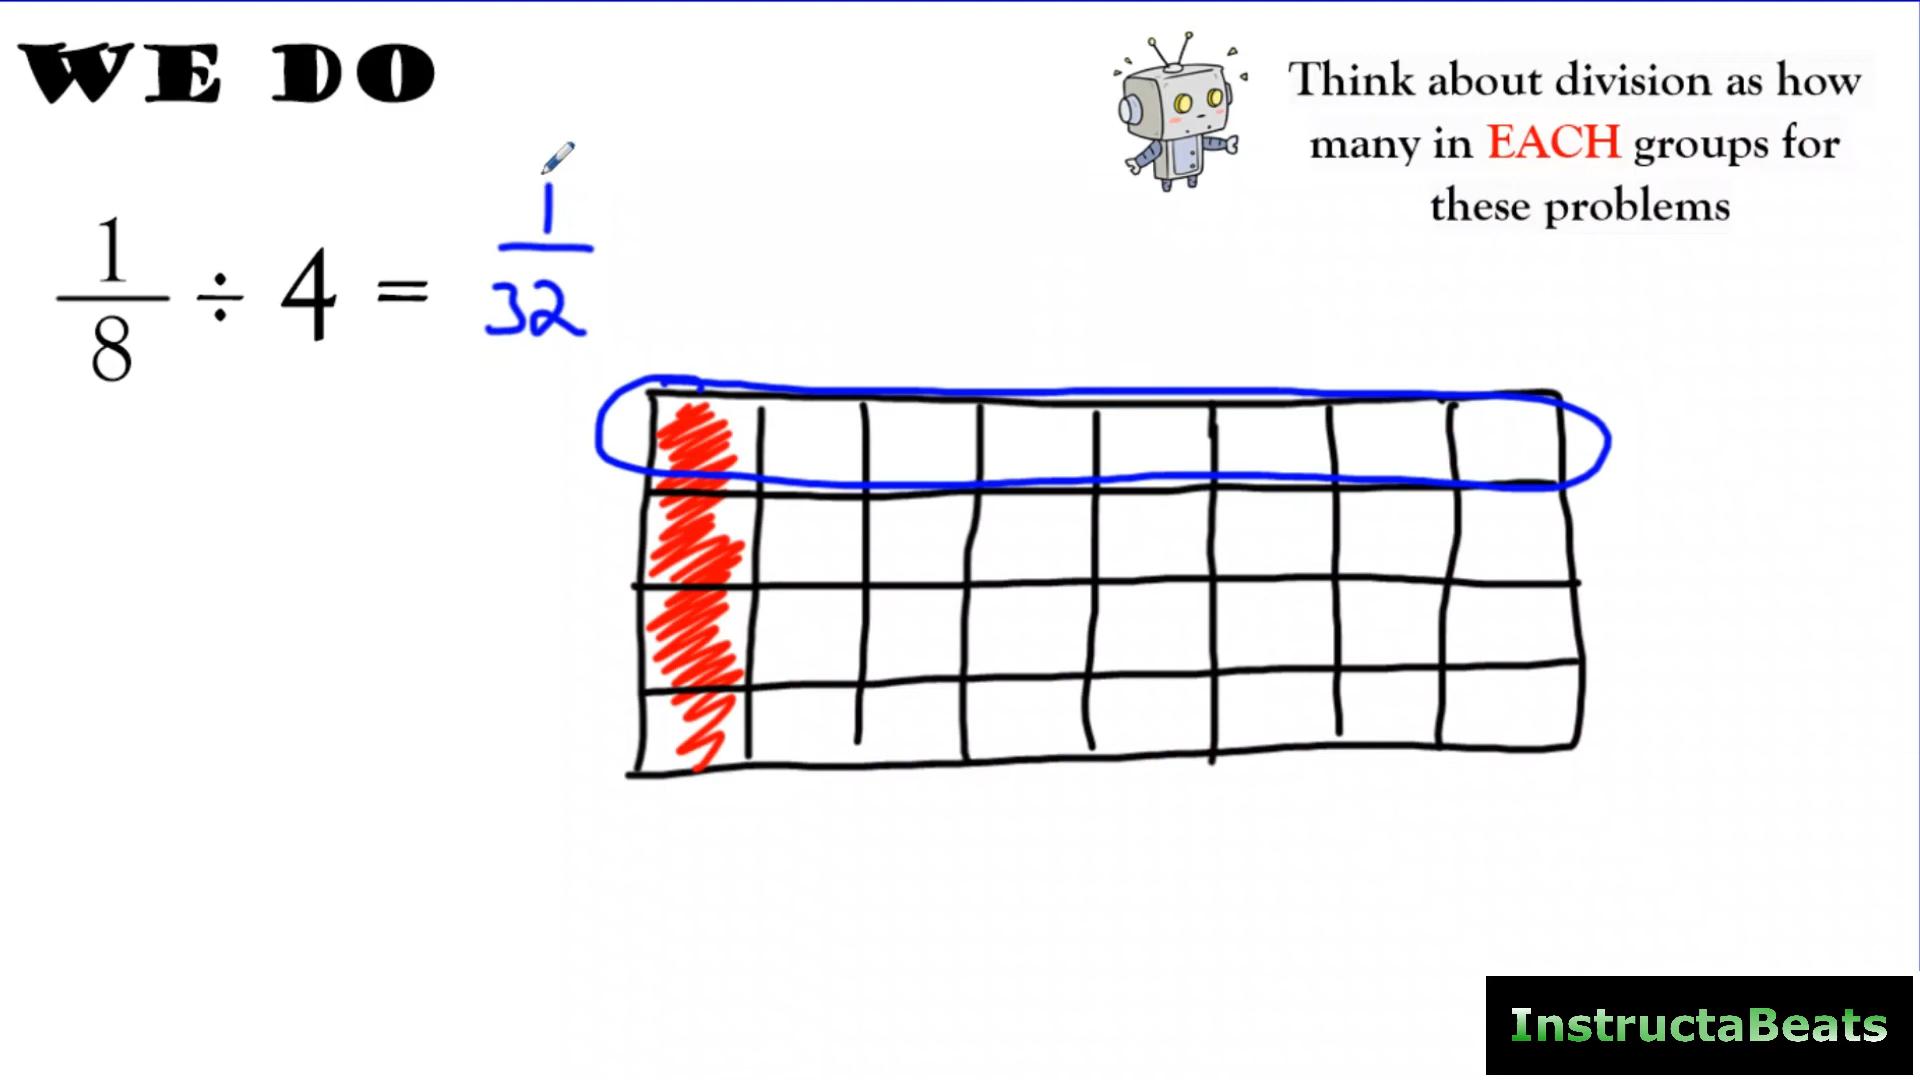 WE DO
Think about division as how
many in EACH groups for
these problems
1/8 ÷ 4 = 1/32
InstructaBeats